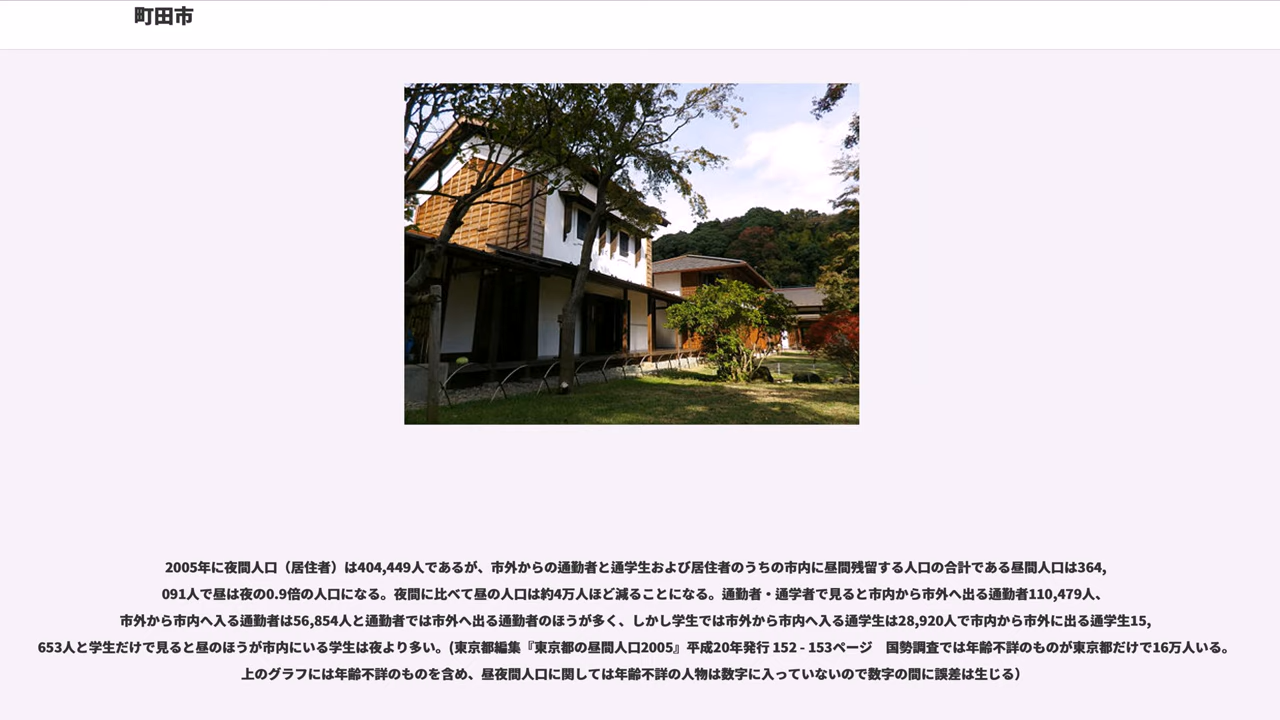 町田市
2005年に夜間人口（居住者）は404,449人であるが、市外からの通勤者と通学生および居住者のうちの市内に昼間残留する人口の合計である昼間人口は364,
091人で昼は夜の0.9倍の人口になる。夜間に比べて昼の人口は約4万人ほど減ることになる。通勤者・通学者で見ると市内から市外へ出る通勤者110,479人、
市外から市内へ入る通勤者は56,854人と通勤者では市外へ出る通勤者のほうが多く、しかし学生では市外から市内へ入る通学生は28,920人で市内から市外に出る通学生15,
653人と学生だけで見ると昼のほうが市内にいる学生は夜より多い。(東京都編集『東京都の昼間人口2005』平成20年発行 152 - 153ページ　国勢調査では年齢不詳のものが東京都だけで16万人いる。
上のグラフには年齢不詳のものを含め、昼夜間人口に関しては年齢不詳の人物は数字に入っていないので数字の間に誤差は生じる）